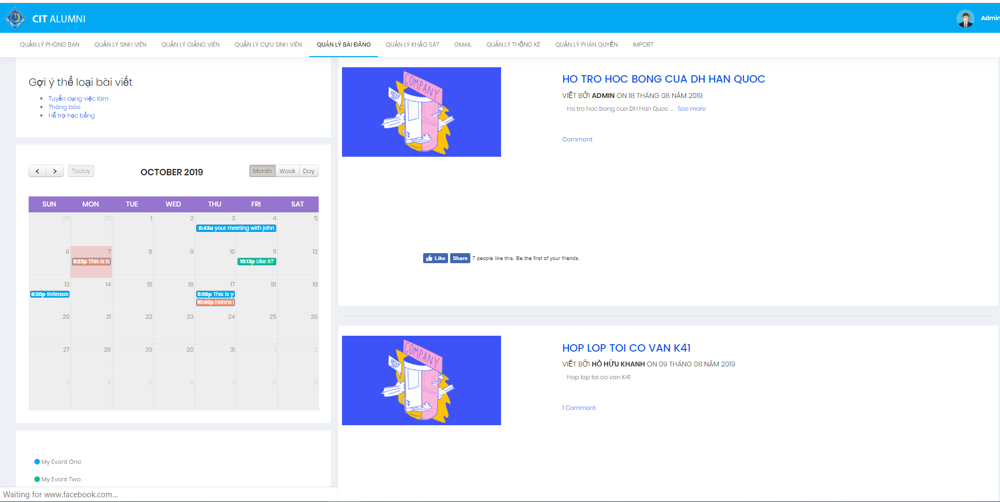 CIT ALUMNI
Admin
QUẢN LÝ PHÒNG BAN QUẢN LÝ SINH VIÊN QUẢN LÝ GIẢNG VIÊN QUẢN LÝ CỰU SINH VIÊN QUẢN LÝ BÀI ĐĂNG QUẢN LÝ KHẢO SÁT GMAIL QUẢN LÝ THỐNG KÊ QUẢN LÝ PHÂN QUYỀN IMPORT
Gợi ý thể loại bài viết
Tuyển dụng việc làm
Thông báo
Hỗ trợ học bổng
Today
OCTOBER 2019
Month Week Day
SUN MON TUE WED THU FRI SAT
29 30 1 2 3 4 5
6:43a your meeting with john
6 7 8 9 10 11 12
9:33p This is to
10:13p Like it?
13 14 15 16 17 18 19
6:20p Released
5:06p This is y
10:40p Hanns
20 21 22 23 24 25 26
27 28 29 30 31 1 2
3 4 5 6 7 8 9
My Event One
My Event Two
Waiting for www.facebook.com...
COMPANY
ENTER
EXIT
HO TRO HOC BONG CUA DH HAN QUOC
VIẾT BỞI ADMIN ON 18 THÁNG 08 NĂM 2019
Ho tro hoc bong cua DH Han Quoc ... See more
Comment
Like Share 7 people like this. Be the first of your friends.
COMPANY
ENTER
EXIT
HOP LOP TOI CO VAN K41
VIẾT BỞI HỒ HỮU KHANH ON 09 THÁNG 08 NĂM 2019
Hop lop toi co van K41
1 Comment